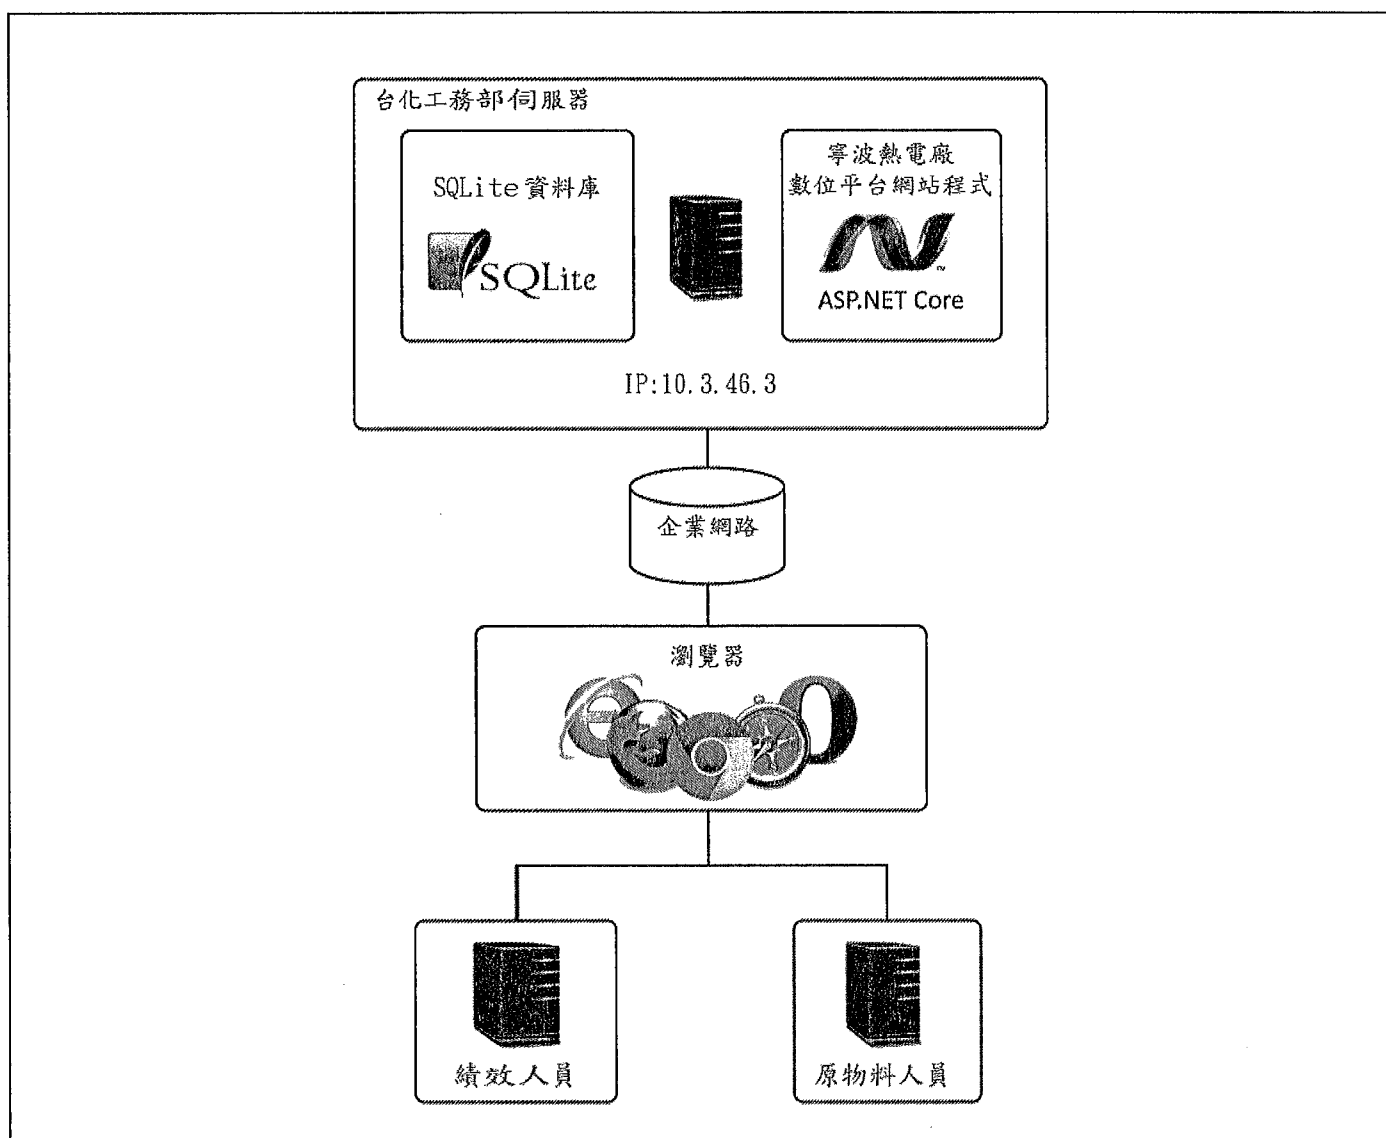 台化工務部伺服器
SQLite資料庫
SQLite
寧波熱電廠
數位平台網站程式
ASP.NET Core
IP:10.3.46.3
企業網路
瀏覽器
績效人員
原物料人員